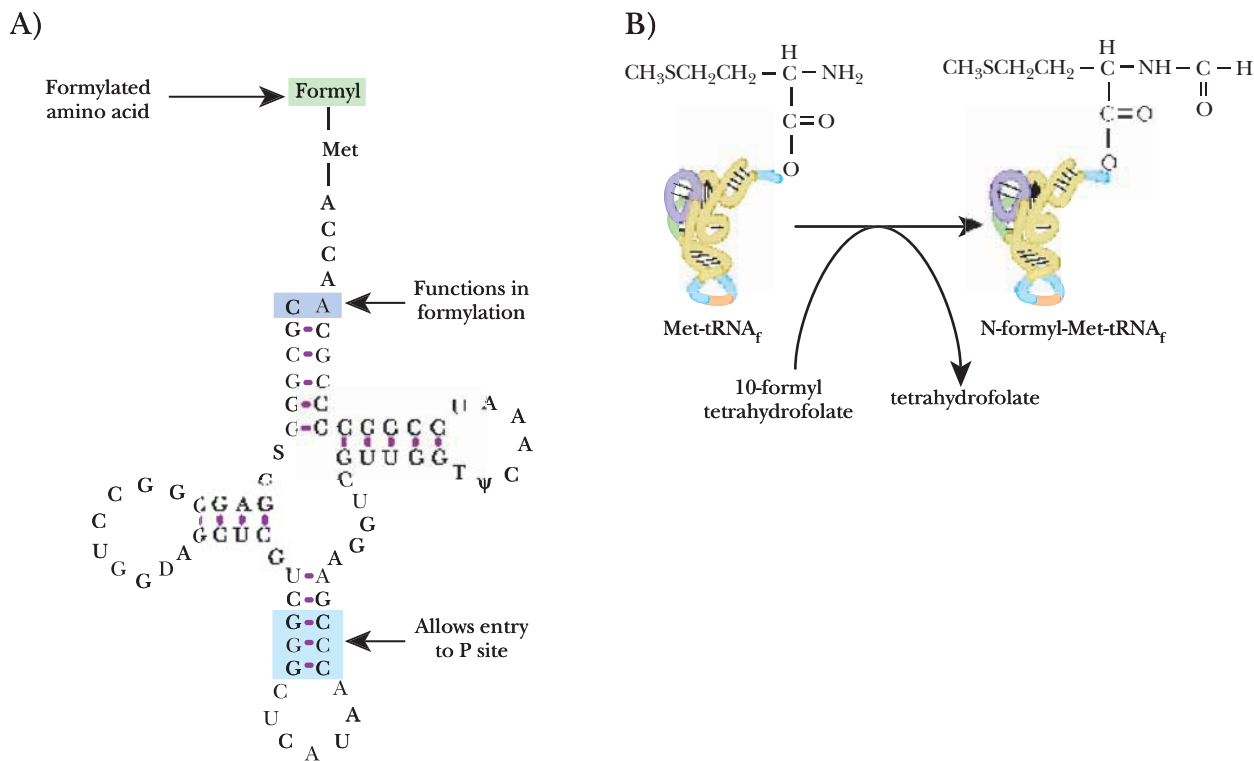 A)
Formylated
amino acid
Formyl
Met
A
C
C
A
C A
Functions in
formylation
G C
C G
G C
G C
G C
S
C G G C C
G U U G G
U A A A C ψ T
C U G G A
G
C G A G
G C U C
G G C C U G G D A
G
U A
C G
G C
G C
G C
Allows entry
to P site
C A
U A
C A U
B)
H
CH₃SCH₂CH₂ – C – NH₂
C=O
O
Met-tRNAf
10-formyl
tetrahydrofolate
tetrahydrofolate
H
CH₃SCH₂CH₂ – C – NH – C – H
O
C=O
O
N-formyl-Met-tRNAf